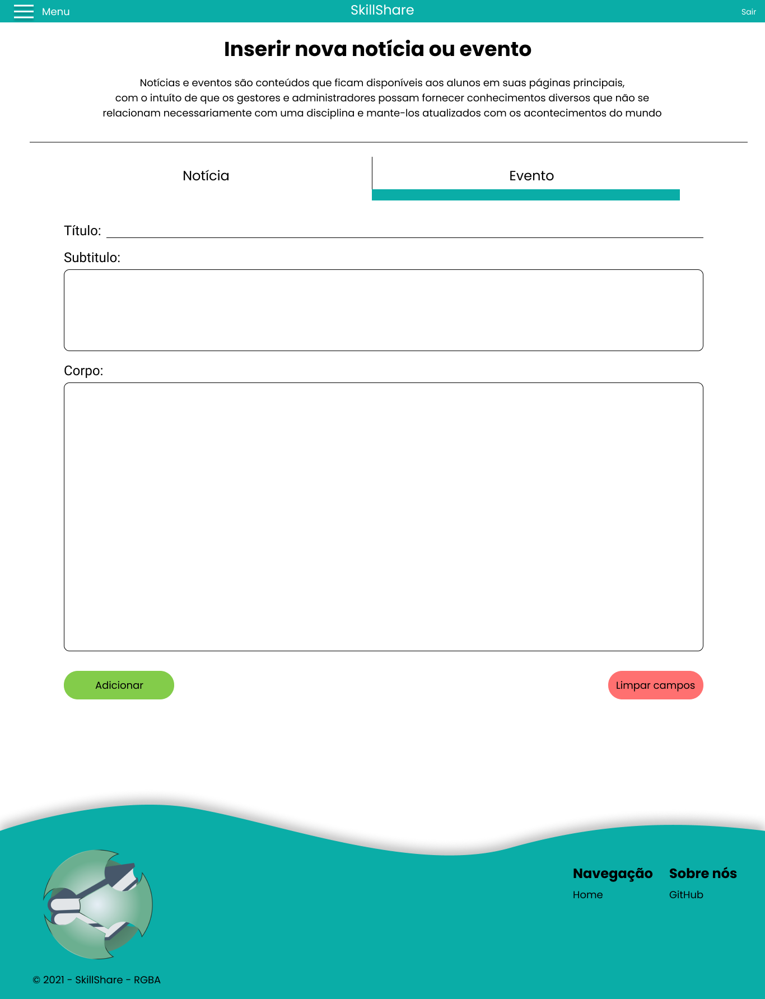 Menu
SkillShare
Sair
Inserir nova notícia ou evento
Notícias e eventos são conteúdos que ficam disponíveis aos alunos em suas páginas principais,
com o intuíto de que os gestores e administradores possam fornecer conhecimentos diversos que não se
relacionam necessariamente com uma disciplina e mante-los atualizados com os acontecimentos do mundo
Notícia
Evento
Título:
Subtitulo:
Corpo:
Adicionar
Limpar campos
Navegação
Home
Sobre nós
GitHub
© 2021 - SkillShare - RGBA